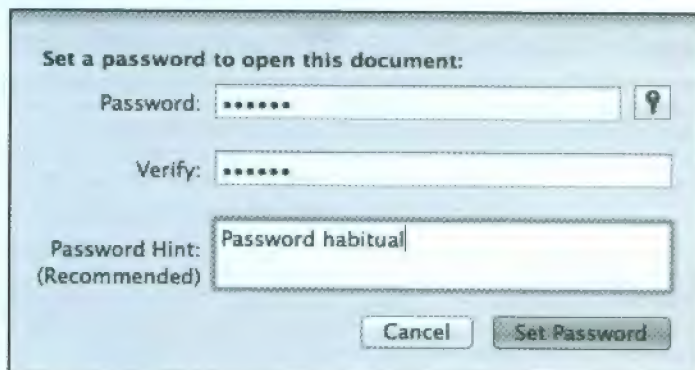 Set a password to open this document:
Password: ••••••
Verify: ••••••
Password Hint: Password habitual
(Recommended)
Cancel Set Password